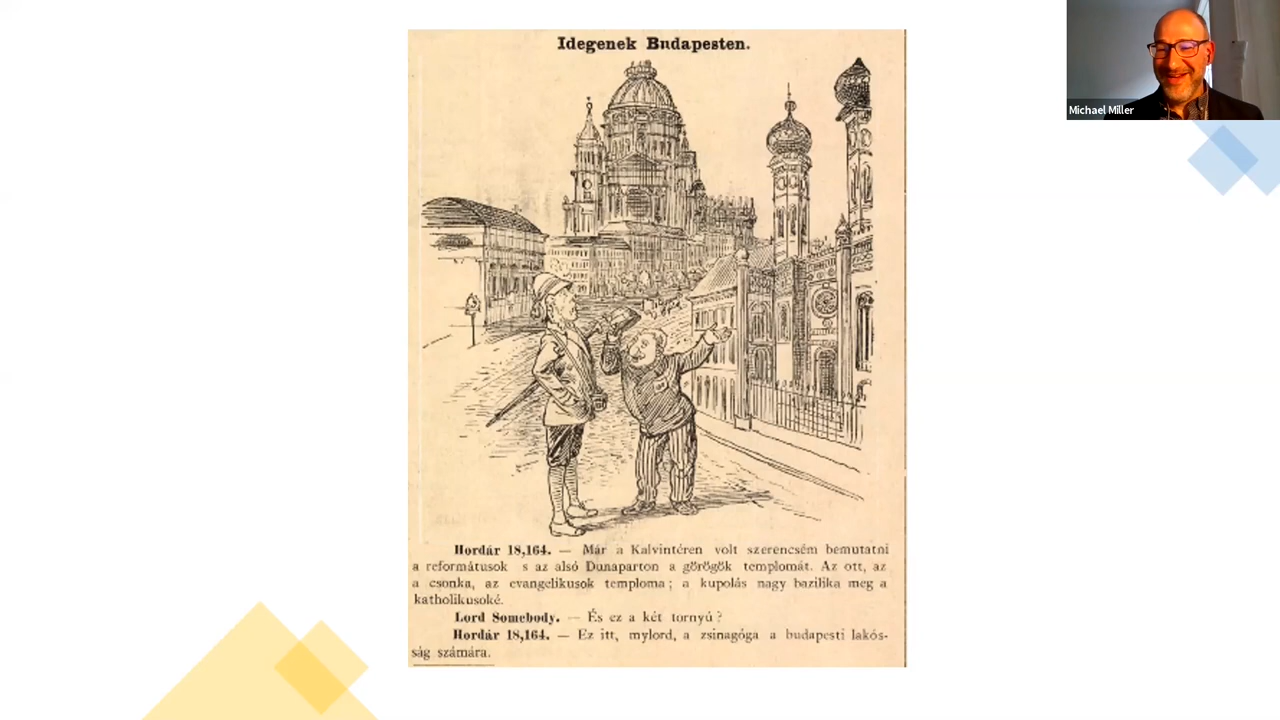 Idegenek Budapesten.
Michael Miller
Hordár 18,164. — Már a Kalvintéren volt szerencsém bemutatni
a reformátusok s az alsó Dunaparton a görögök templomát. Az ott, az
a csonka, az evangelikusok temploma; a kupolás nagy bazilika meg a
katholikusoké.
Lord Somebody. — És ez a két tornyú?
Hordár 18,164. — Ez itt, mylord, a zsinagóga a budapesti lakós-
ság számára.